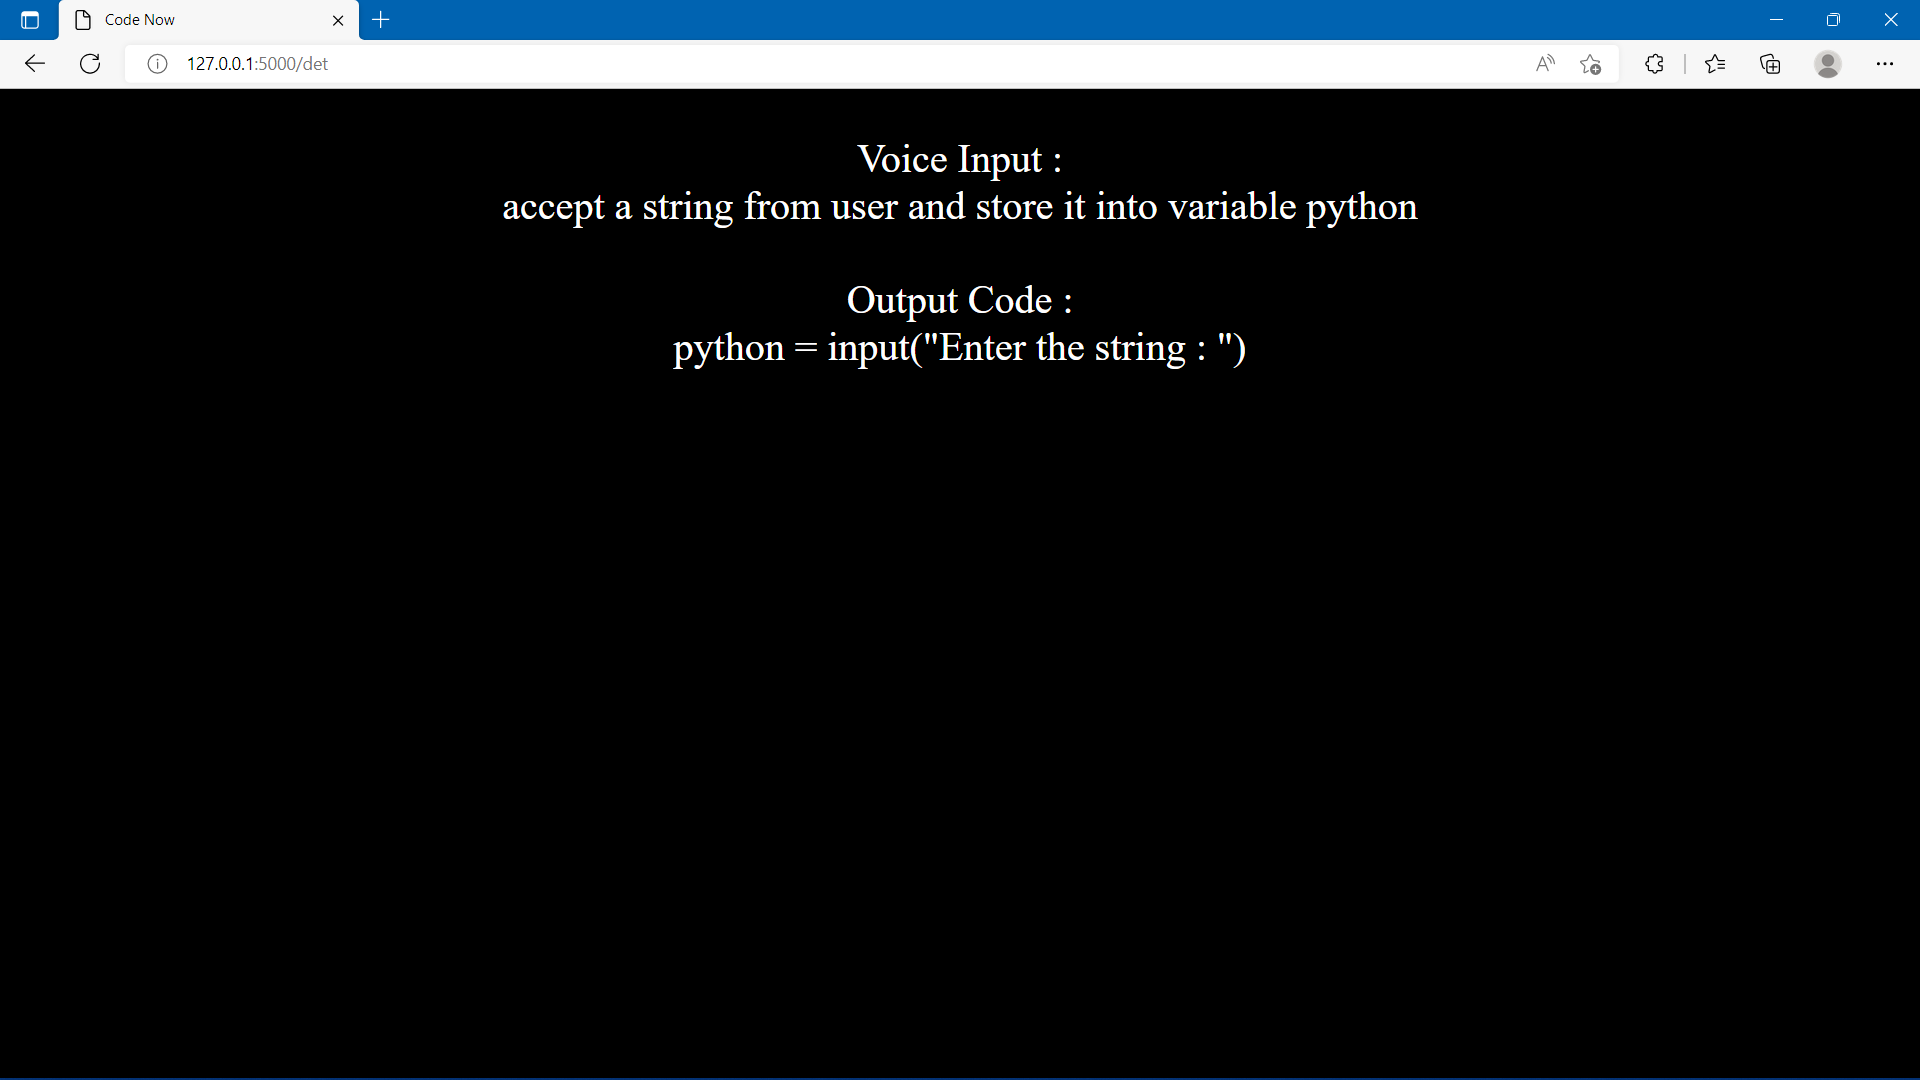 Code Now
127.0.0.1:5000/det
Voice Input :
accept a string from user and store it into variable python
Output Code :
python = input("Enter the string : ")